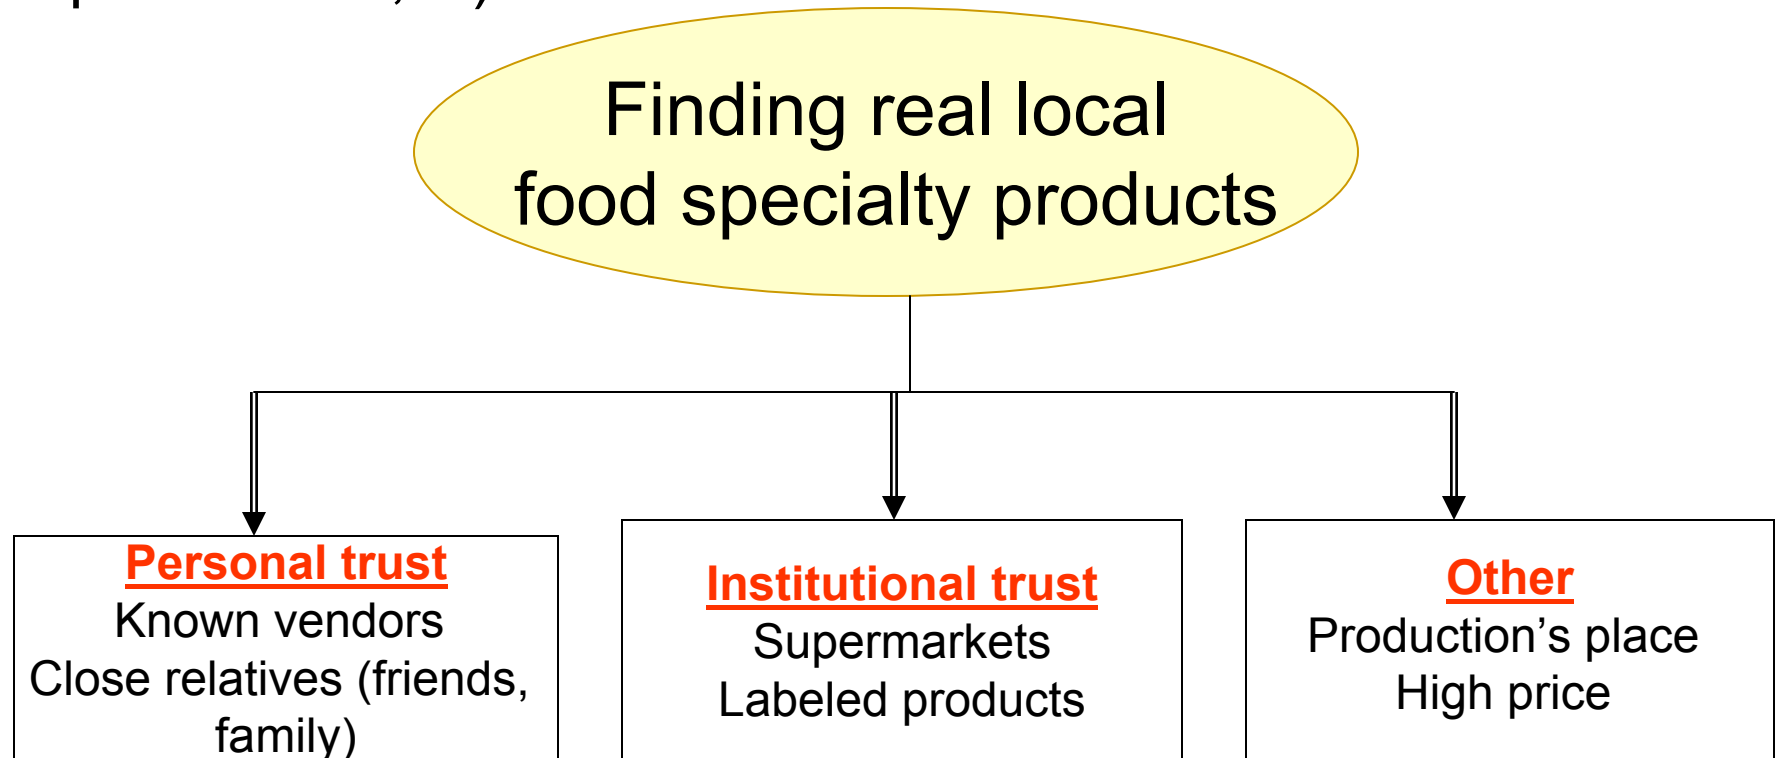 Finding real local
food specialty products
Personal trust
Known vendors
Close relatives (friends,
family)
Institutional trust
Supermarkets
Labeled products
Other
Production's place
High price